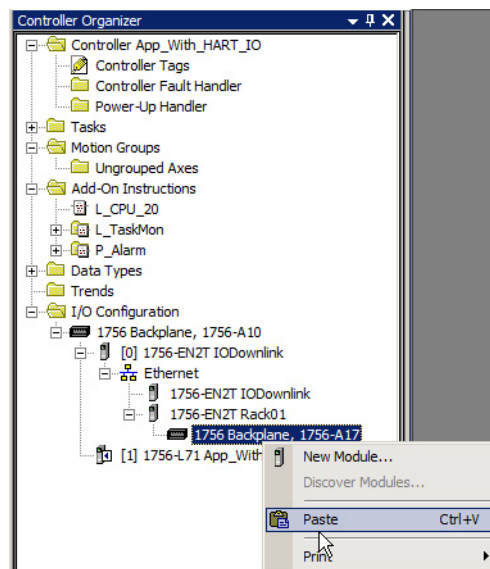 Controller Organizer
Controller App_With_HART_IO
Controller Tags
Controller Fault Handler
Power-Up Handler
Tasks
Motion Groups
Ungrouped Axes
Add-On Instructions
L_CPU_20
L_TaskMon
P_Alarm
Data Types
Trends
I/O Configuration
1756 Backplane, 1756-A10
[0] 1756-EN2T IODownlink
Ethernet
1756-EN2T IODownlink
1756-EN2T Rack01
1756 Backplane, 1756-A17
[1] 1756-L71 App_With
New Module...
Discover Modules...
Paste Ctrl+V
Print